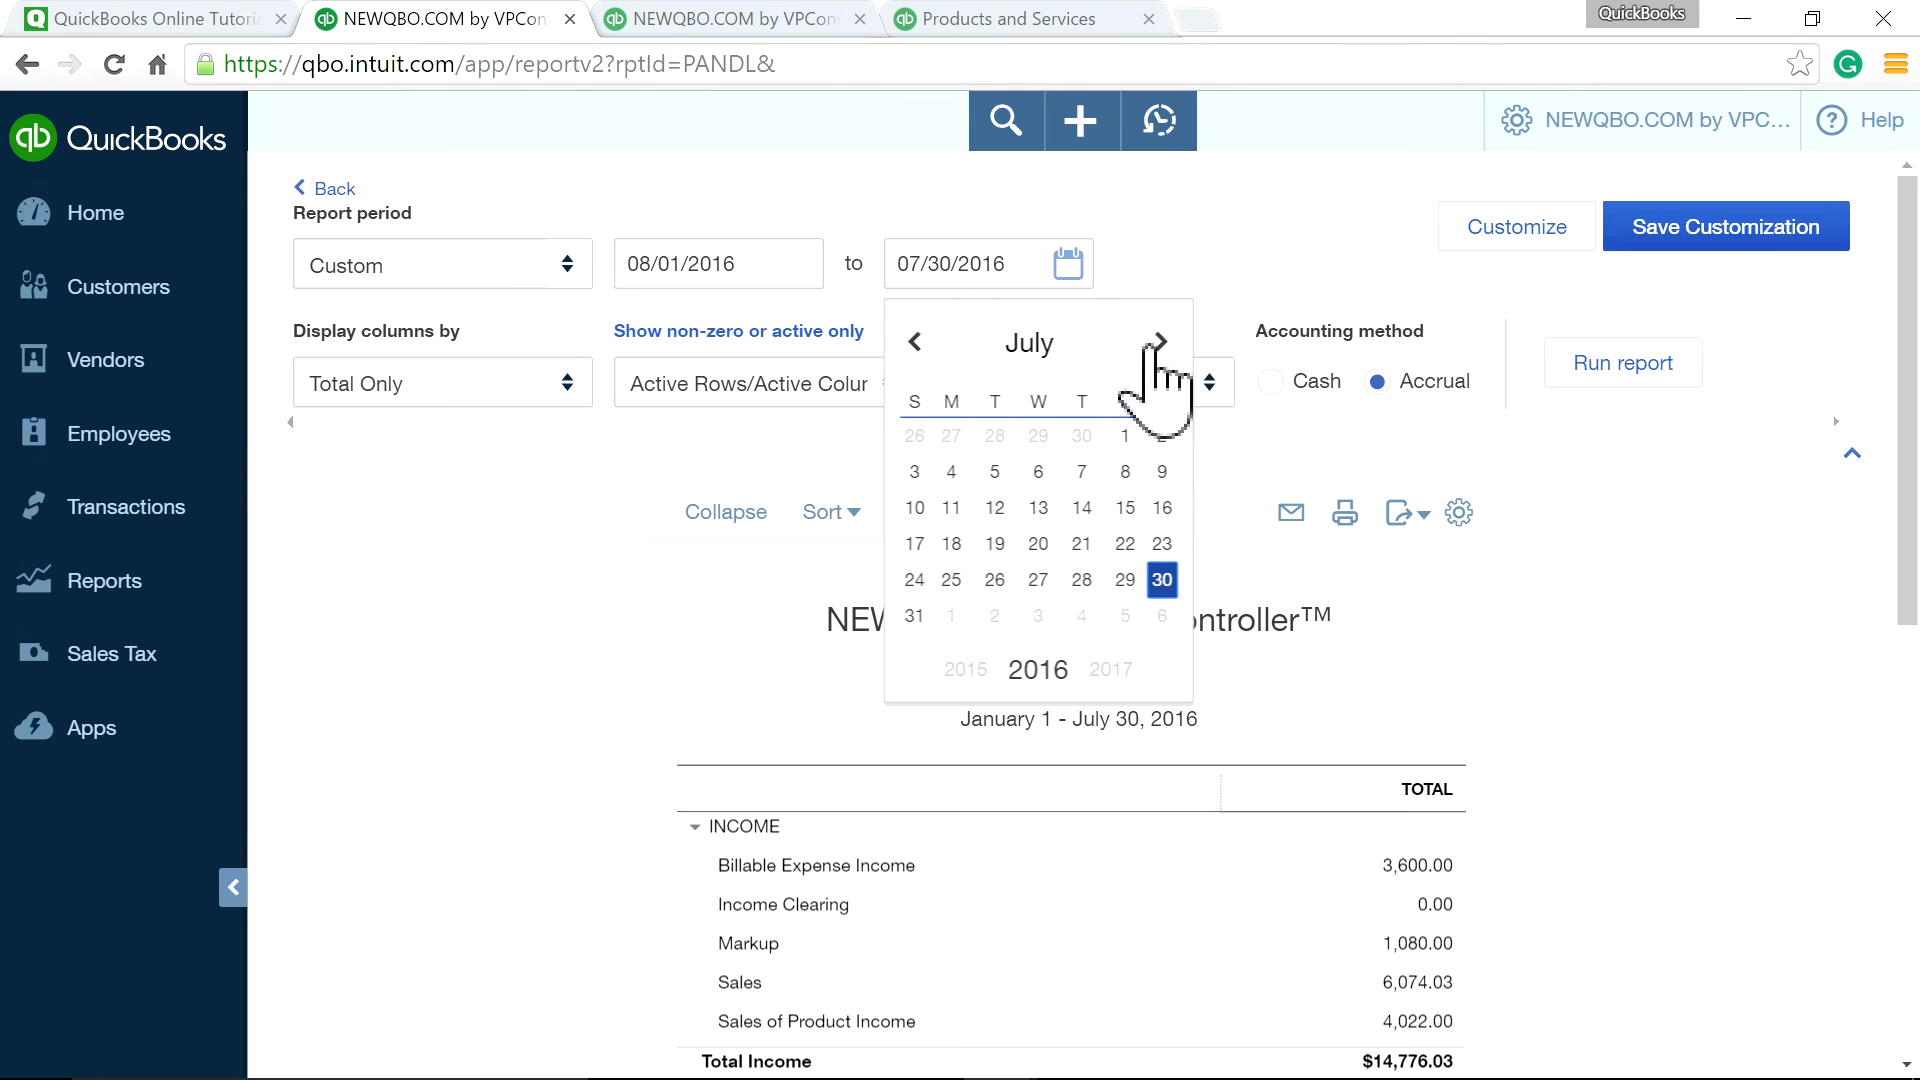 QuickBooks Online Tutori
NEWQBO.COM by VPCon
NEWQBO.COM by VPCon
Products and Services
QuickBooks
https://qbo.intuit.com/app/reportv2?rptId=PANDL&
QuickBooks
NEWQBO.COM by VPC...
Help
Home
Customers
Vendors
Employees
Transactions
Reports
Sales Tax
Apps
Back
Report period
Customize
Save Customization
Custom
08/01/2016
to
07/30/2016
Display columns by
Show non-zero or active only
Accounting method
Total Only
Active Rows/Active Colur
Cash
Accrual
Run report
July
S M T W T
26 27 28 29 30 1 2
3 4 5 6 7 8 9
10 11 12 13 14 15 16
17 18 19 20 21 22 23
24 25 26 27 28 29 30
31 1 2 3 4 5 6
2015 2016 2017
Collapse
Sort
NEW
ntroller™
January 1 - July 30, 2016
TOTAL
INCOME
Billable Expense Income 3,600.00
Income Clearing 0.00
Markup 1,080.00
Sales 6,074.03
Sales of Product Income 4,022.00
Total Income $14,776.03